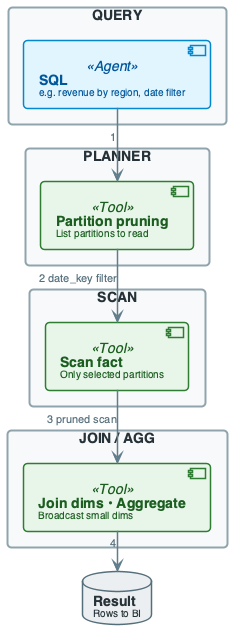 QUERY
«Agent»
SQL
e.g. revenue by region, date filter
1
PLANNER
«Tool»
Partition pruning
List partitions to read
2 date_key filter
SCAN
«Tool»
Scan fact
Only selected partitions
3 pruned scan
JOIN / AGG
«Tool»
Join dims • Aggregate
Broadcast small dims
4
Result
Rows to BI